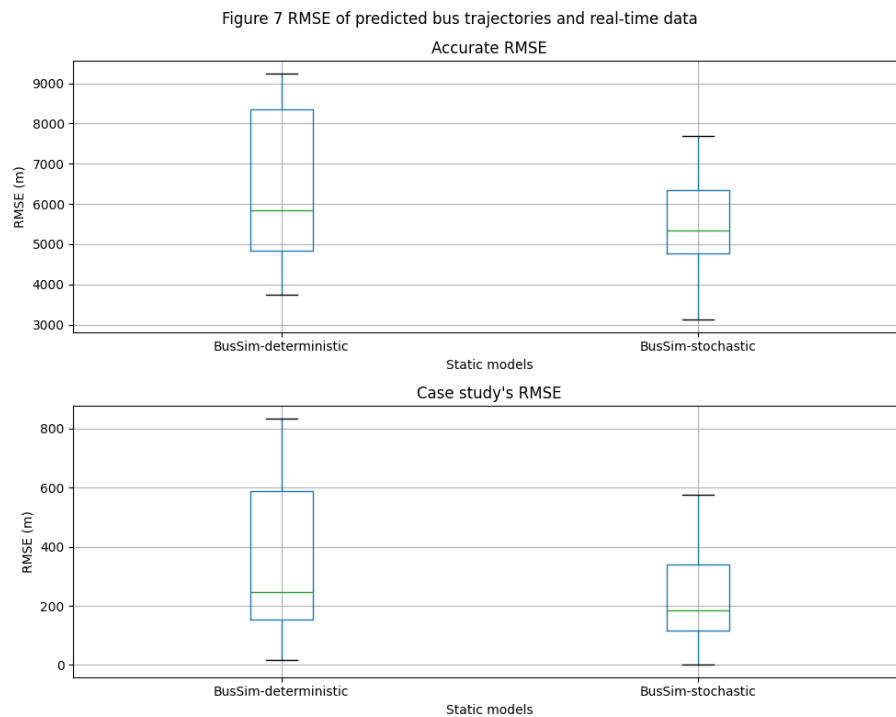 Figure 7 RMSE of predicted bus trajectories and real-time data
Accurate RMSE
9000
8000
7000
6000
5000
4000
3000
RMSE (m)
BusSim-deterministic
BusSim-stochastic
Static models
Case study's RMSE
800
600
400
200
0
RMSE (m)
BusSim-deterministic
BusSim-stochastic
Static models